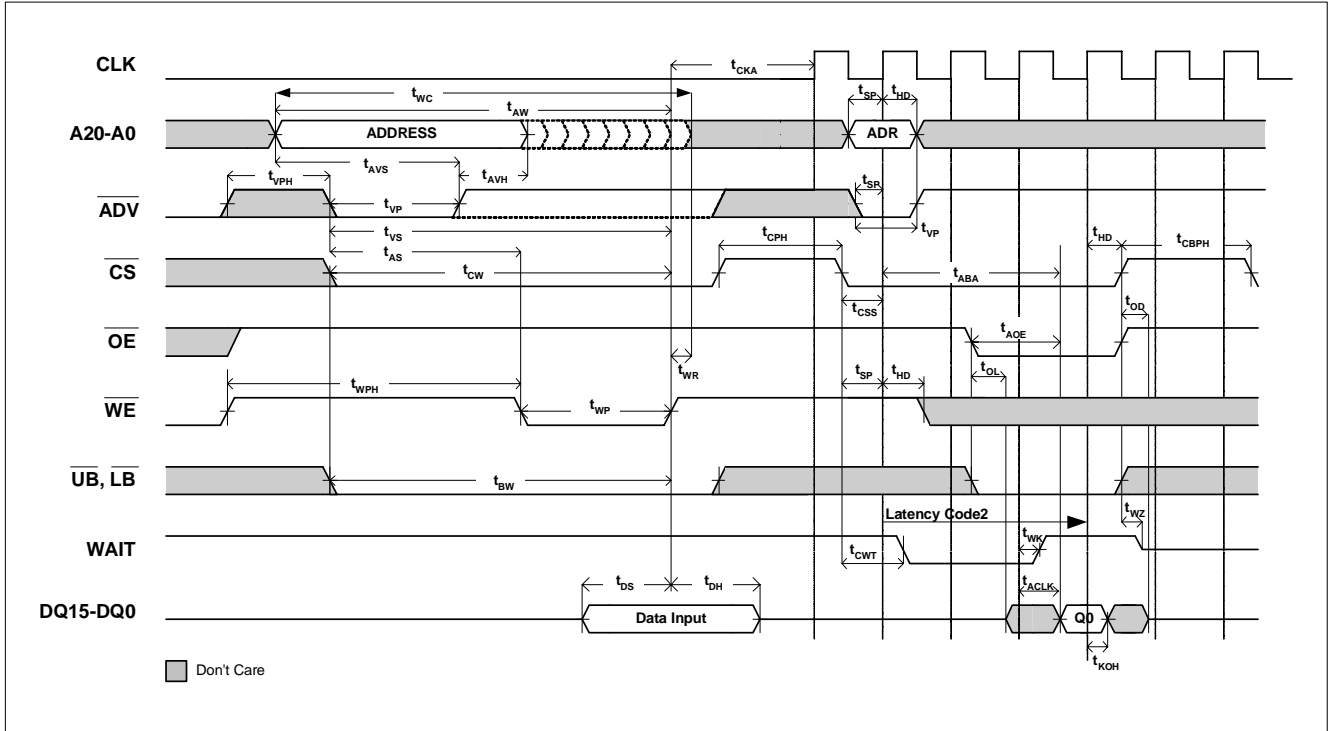 CLK
tCKA
tWC
tSP
tHD
tAW
A20-A0
ADDRESS
ADR
tAVS
tAVH
tVPH
tSP
ADV
tVP
tVP
tVS
tCPH
tHD
tCBPH
tAS
CS
tCW
tABA
tCSS
tOD
OE
tAOE
tWR
tWPH
tSP
tHD
tOL
WE
tWP
UB, LB
tBW
Latency Code2
tWZ
WAIT
tWK
tCWT
tACLK
tDS
tDH
DQ15-DQ0
Data Input
Q0
tKOH
Don't Care